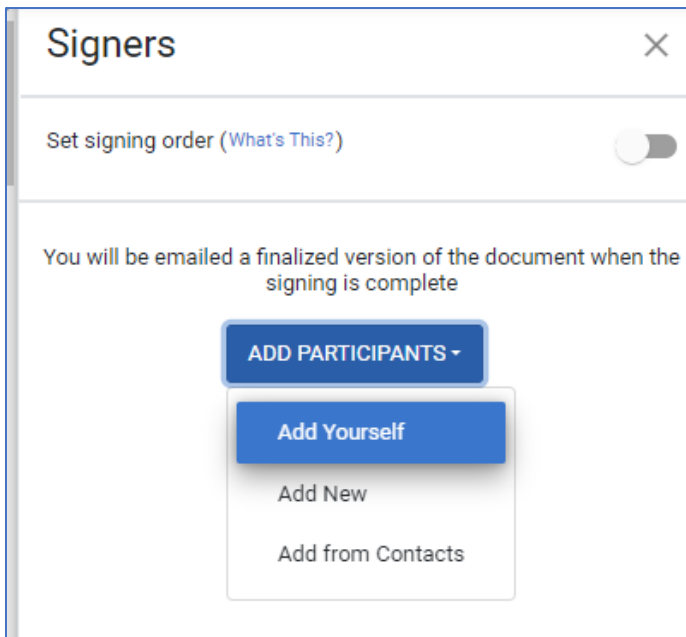 Signers
Set signing order (What's This?)
You will be emailed a finalized version of the document when the
signing is complete
ADD PARTICIPANTS
Add Yourself
Add New
Add from Contacts